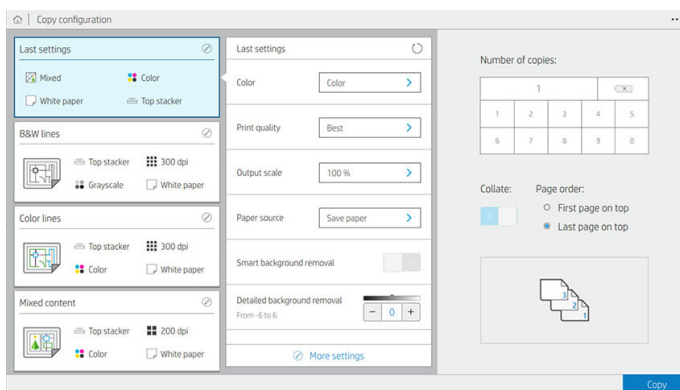 Copy configuration
Last settings
Mixed
Color
White paper
Top stacker
B&W lines
Top stacker
300 dpi
Grayscale
White paper
Color lines
Top stacker
300 dpi
Color
White paper
Mixed content
Top stacker
200 dpi
Color
White paper
Last settings
Color
Color
Print quality
Best
Output scale
100 %
Paper source
Save paper
Smart background removal
Detailed background removal
From -6 to 6
− 0 +
More settings
Number of copies:
1
1 2 3 4 5
6 7 8 9 0
Collate:
Page order:
First page on top
Last page on top
3
2
1
Copy